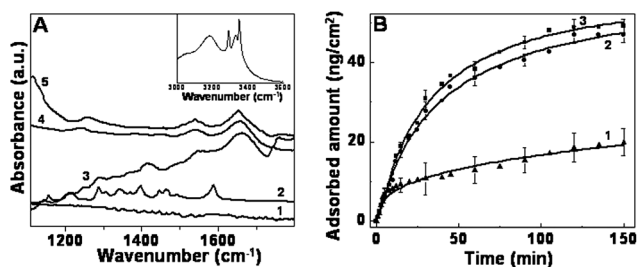 A
Absorbance (a.u.)
5
4
3
2
1
1200 1400 1600
Wavenumber (cm-1)
3000 3200 3400 3600
Wavenumber (cm-1)
B
Adsorbed amount (ng/cm2)
40
20
0
3
2
1
0 50 100 150
Time (min)